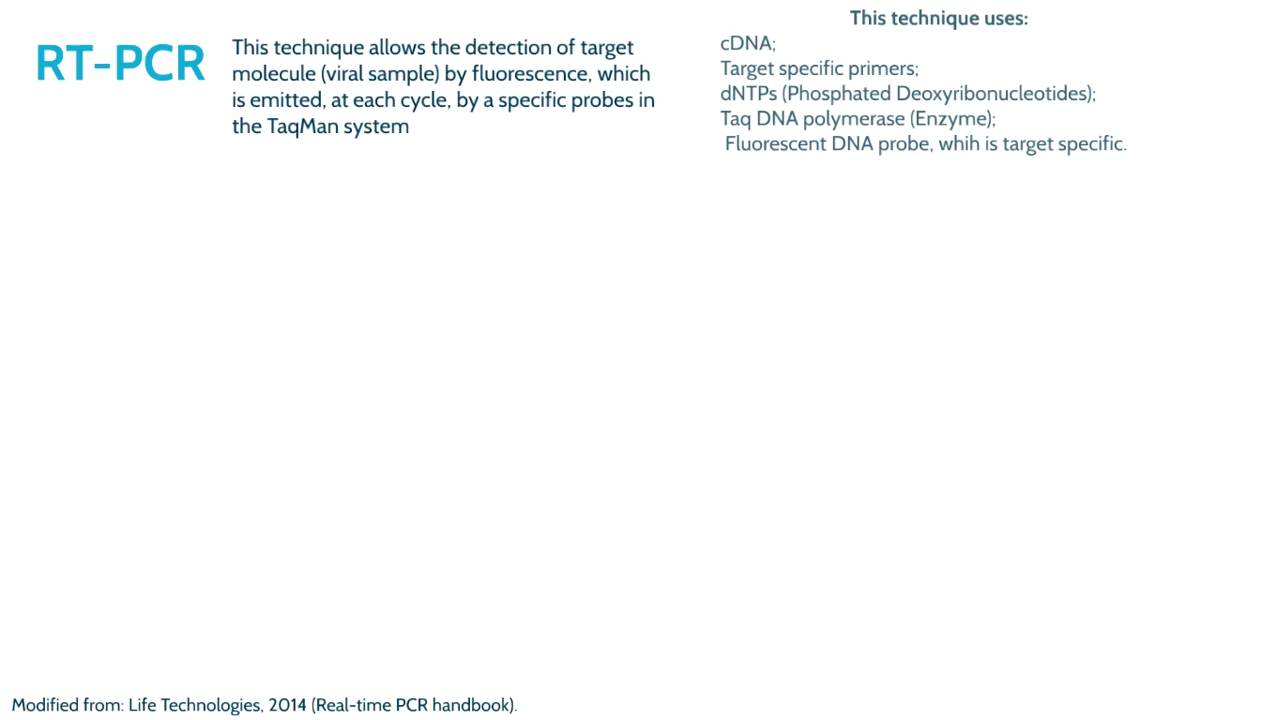 RT-PCR
This technique allows the detection of target
molecule (viral sample) by fluorescence, which
is emitted, at each cycle, by a specific probes in
the TaqMan system
This technique uses:
cDNA;
Target specific primers;
dNTPs (Phosphated Deoxyribonucleotides);
Taq DNA polymerase (Enzyme);
Fluorescent DNA probe, whih is target specific.
Modified from: Life Technologies, 2014 (Real-time PCR handbook).